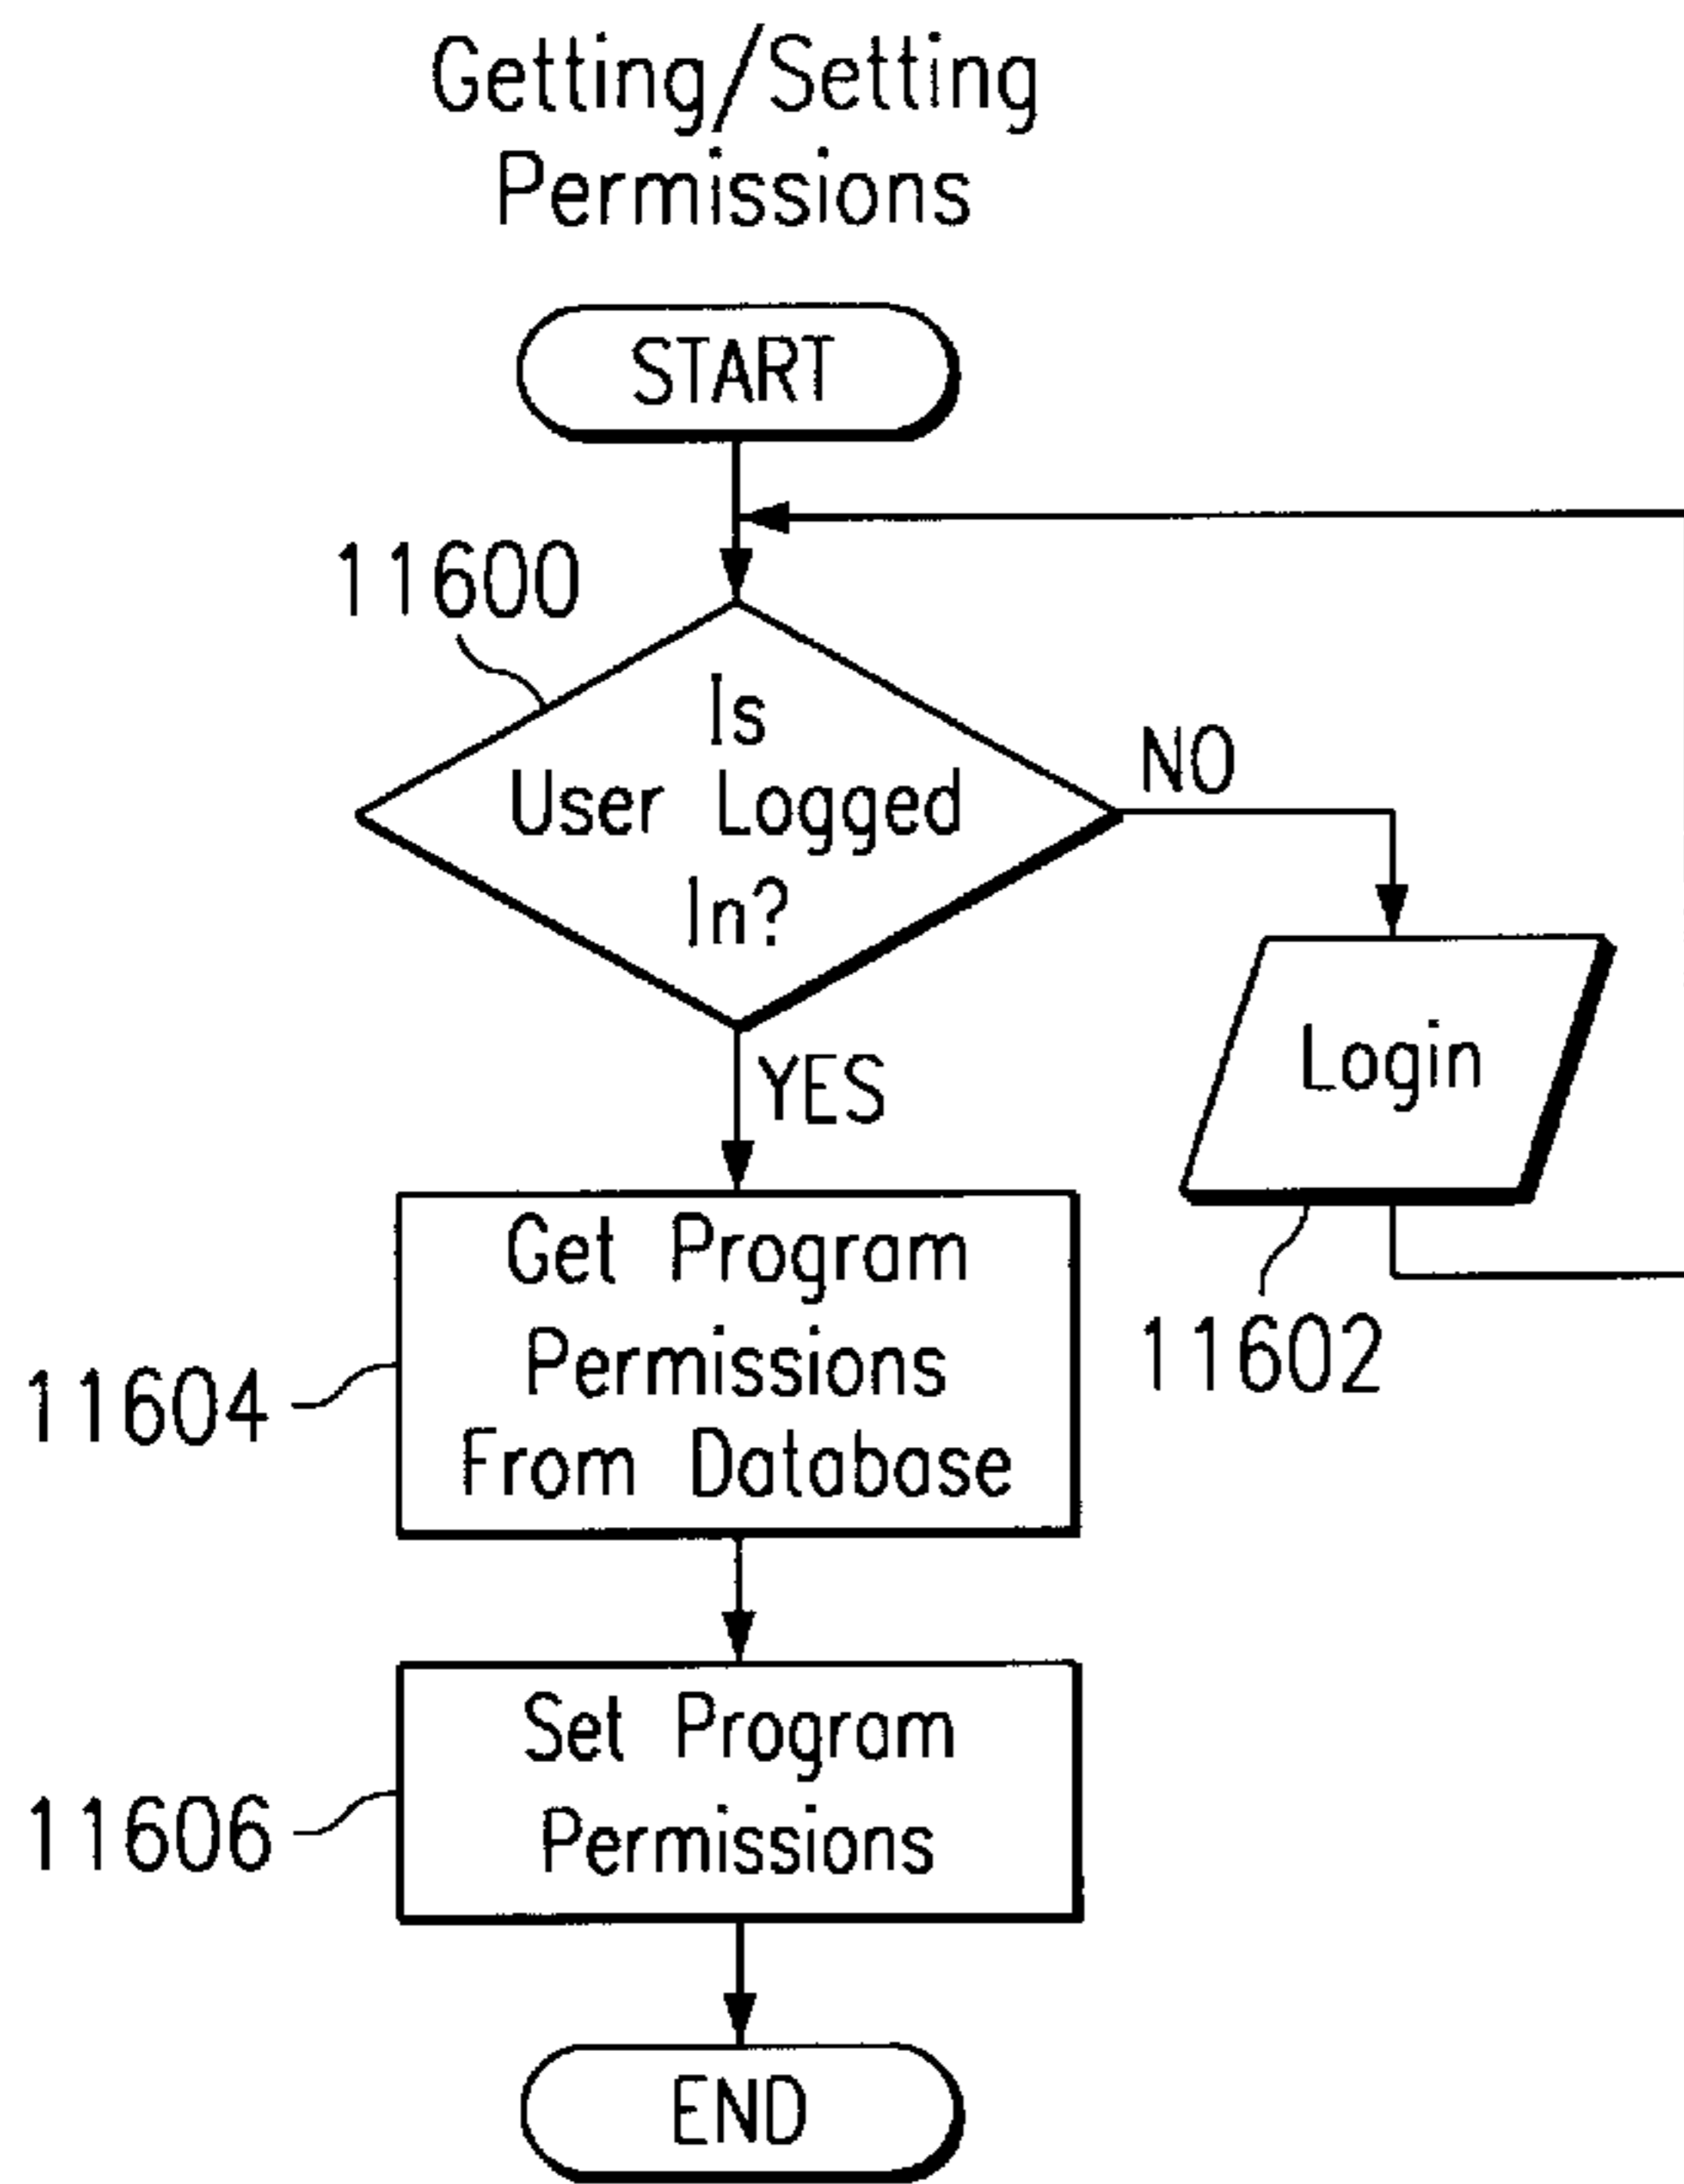 Getting/Setting
Permissions
START
11600
Is
User Logged
In?
NO
YES
Login
11602
Get Program
Permissions
From Database
11604
Set Program
Permissions
11606
END